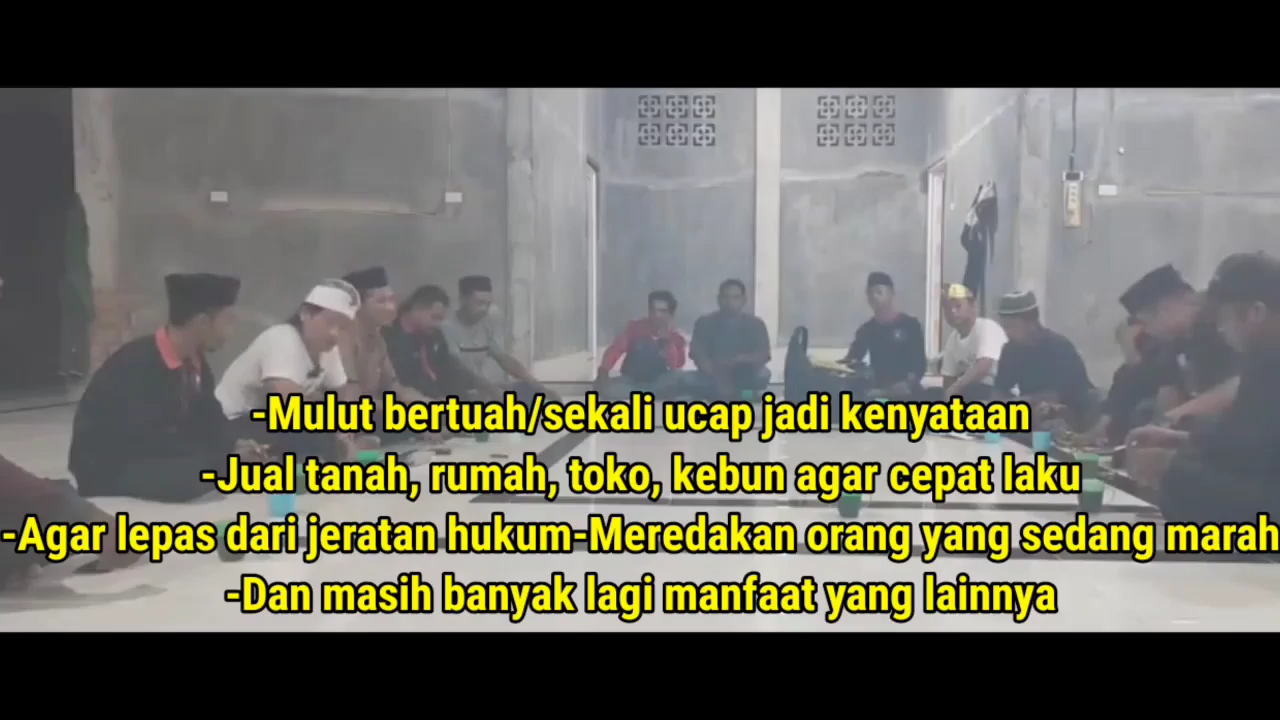 -Mulut bertuah/sekali ucap jadi kenyataan
-Jual tanah, rumah, toko, kebun agar cepat laku
-Agar lepas dari jeratan hukum-Meredakan orang yang sedang marah
-Dan masih banyak lagi manfaat yang lainnya